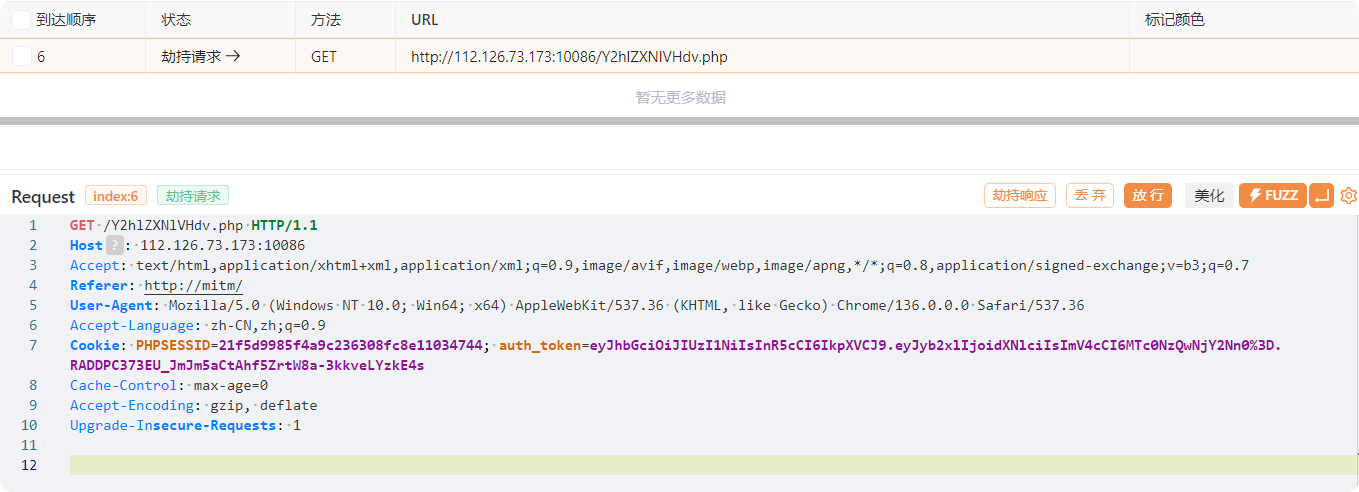 到达顺序 状态 方法 URL 标记颜色
6 劫持请求 → GET http://112.126.73.173:10086/Y2hlZXNlVHdv.php
暂无更多数据
Request index:6 劫持请求 劫持响应 丢弃 放行 美化 FUZZ
1 GET /Y2hlZXNlVHdv.php HTTP/1.1
2 Host ? : 112.126.73.173:10086
3 Accept: text/html,application/xhtml+xml,application/xml;q=0.9,image/avif,image/webp,image/apng,*/*;q=0.8,application/signed-exchange;v=b3;q=0.7
4 Referer: http://mitm/
5 User-Agent: Mozilla/5.0 (Windows NT 10.0; Win64; x64) AppleWebKit/537.36 (KHTML, like Gecko) Chrome/136.0.0.0 Safari/537.36
6 Accept-Language: zh-CN,zh;q=0.9
7 Cookie: PHPSESSID=21f5d9985f4a9c236308fc8e11034744; auth_token=eyJhbGciOiJIUzI1NiIsInR5cCI6IkpXVCJ9.eyJyb2xlIjoidXNlciIsImV4cCI6MTc0NzQwNjY2Nn0%3D.
RADDPC373EU_JmJm5aCtAhf5ZrtW8a-3kkveLYzkE4s
8 Cache-Control: max-age=0
9 Accept-Encoding: gzip, deflate
10 Upgrade-Insecure-Requests: 1
11
12